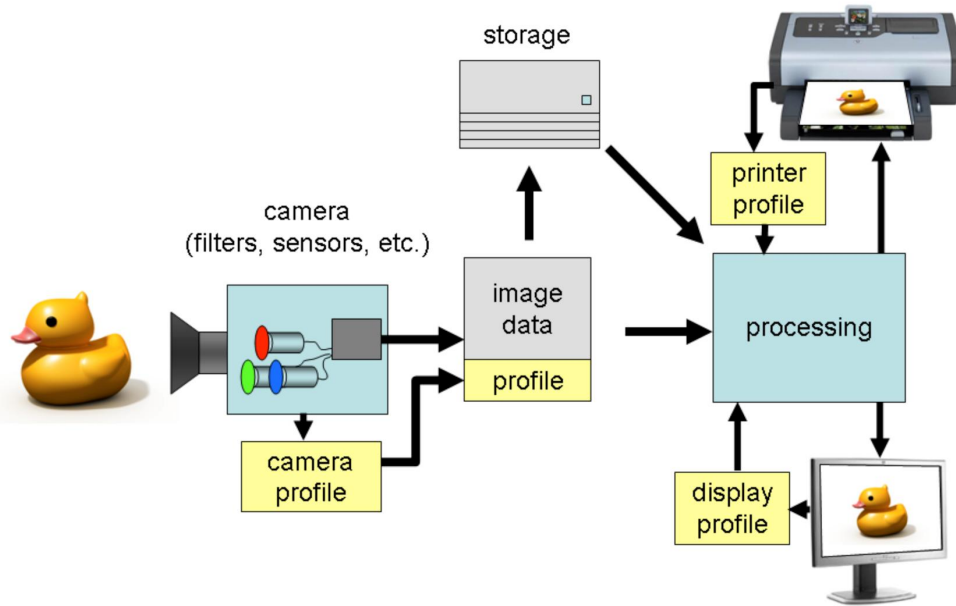 storage
printer
profile
camera
(filters, sensors, etc.)
image
data
processing
profile
camera
profile
display
profile